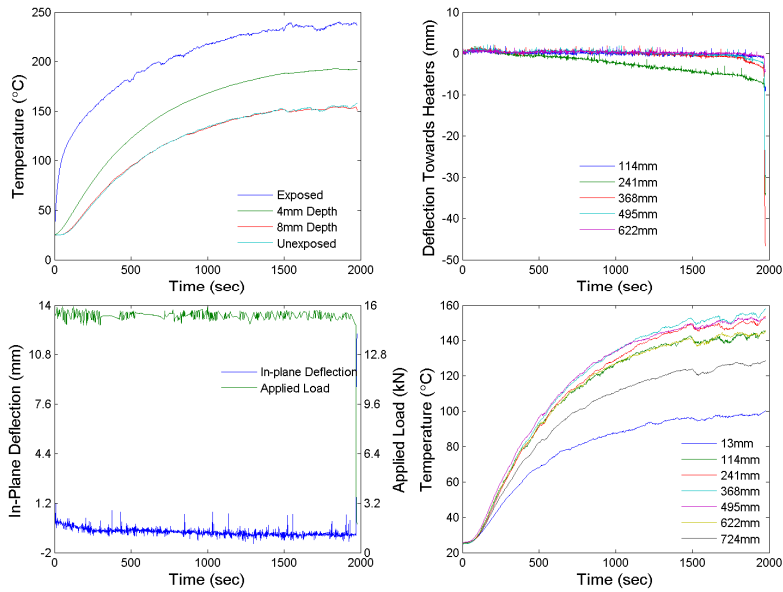 250
200
150
100
50
0
Temperature (°C)
Exposed
4mm Depth
8mm Depth
Unexposed
0 500 1000 1500 2000
Time (sec)
10
0
-10
-20
-30
-40
-50
Deflection Towards Heaters (mm)
114mm
241mm
368mm
495mm
622mm
0 500 1000 1500 2000
Time (sec)
14
10.8
7.6
4.4
1.2
-2
In-Plane Deflection (mm)
In-plane Deflection
Applied Load
16
12.8
9.6
6.4
3.2
0
Applied Load (kN)
0 500 1000 1500 2000
Time (sec)
160
140
120
100
80
60
40
20
Temperature (°C)
13mm
114mm
241mm
368mm
495mm
622mm
724mm
0 500 1000 1500 2000
Time (sec)